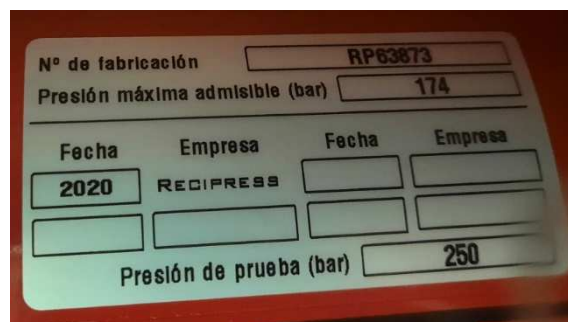 Nº de fabricación RP63873
Presión máxima admisible (bar) 174
Fecha Empresa Fecha Empresa
2020 RECIPRESS
Presión de prueba (bar) 250